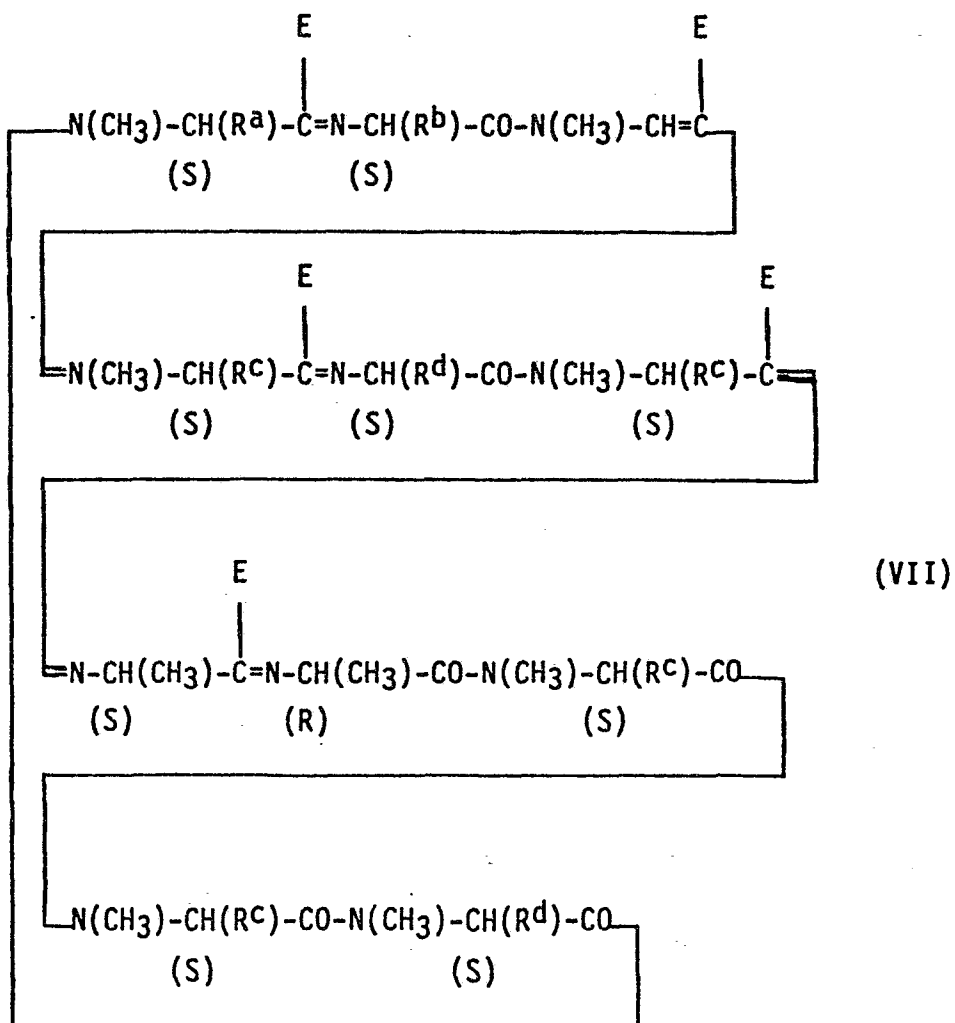 E E
N(CH3)-CH(Ra)-C=N-CH(Rb)-CO-N(CH3)-CH=C
(S) (S)
E E
=N(CH3)-CH(Rc)-C=N-CH(Rd)-CO-N(CH3)-CH(Rc)-C=
(S) (S) (S)
(VII)
E
=N-CH(CH3)-C=N-CH(CH3)-CO-N(CH3)-CH(Rc)-CO
(S) (R) (S)
N(CH3)-CH(Rc)-CO-N(CH3)-CH(Rd)-CO
(S) (S)